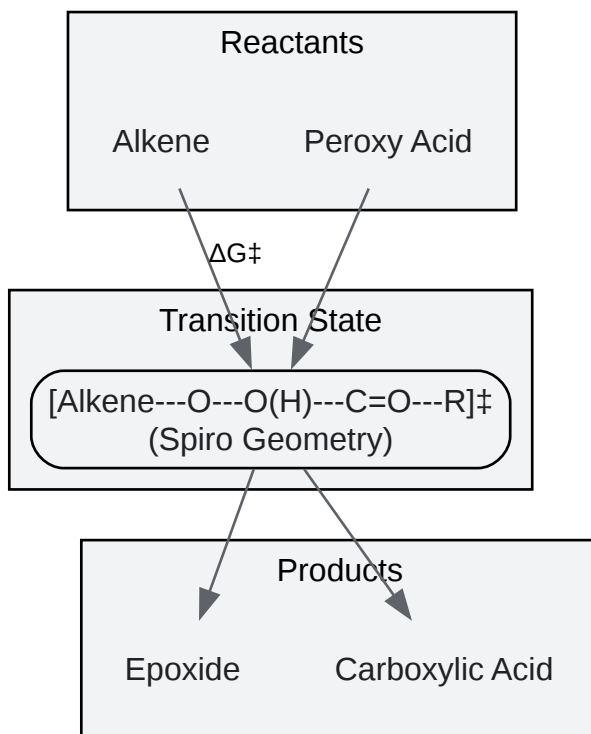 Reactants
Alkene
Peroxy Acid
ΔG‡
Transition State
[Alkene---O---O(H)---C=O---R]‡
(Spiro Geometry)
Products
Epoxide
Carboxylic Acid